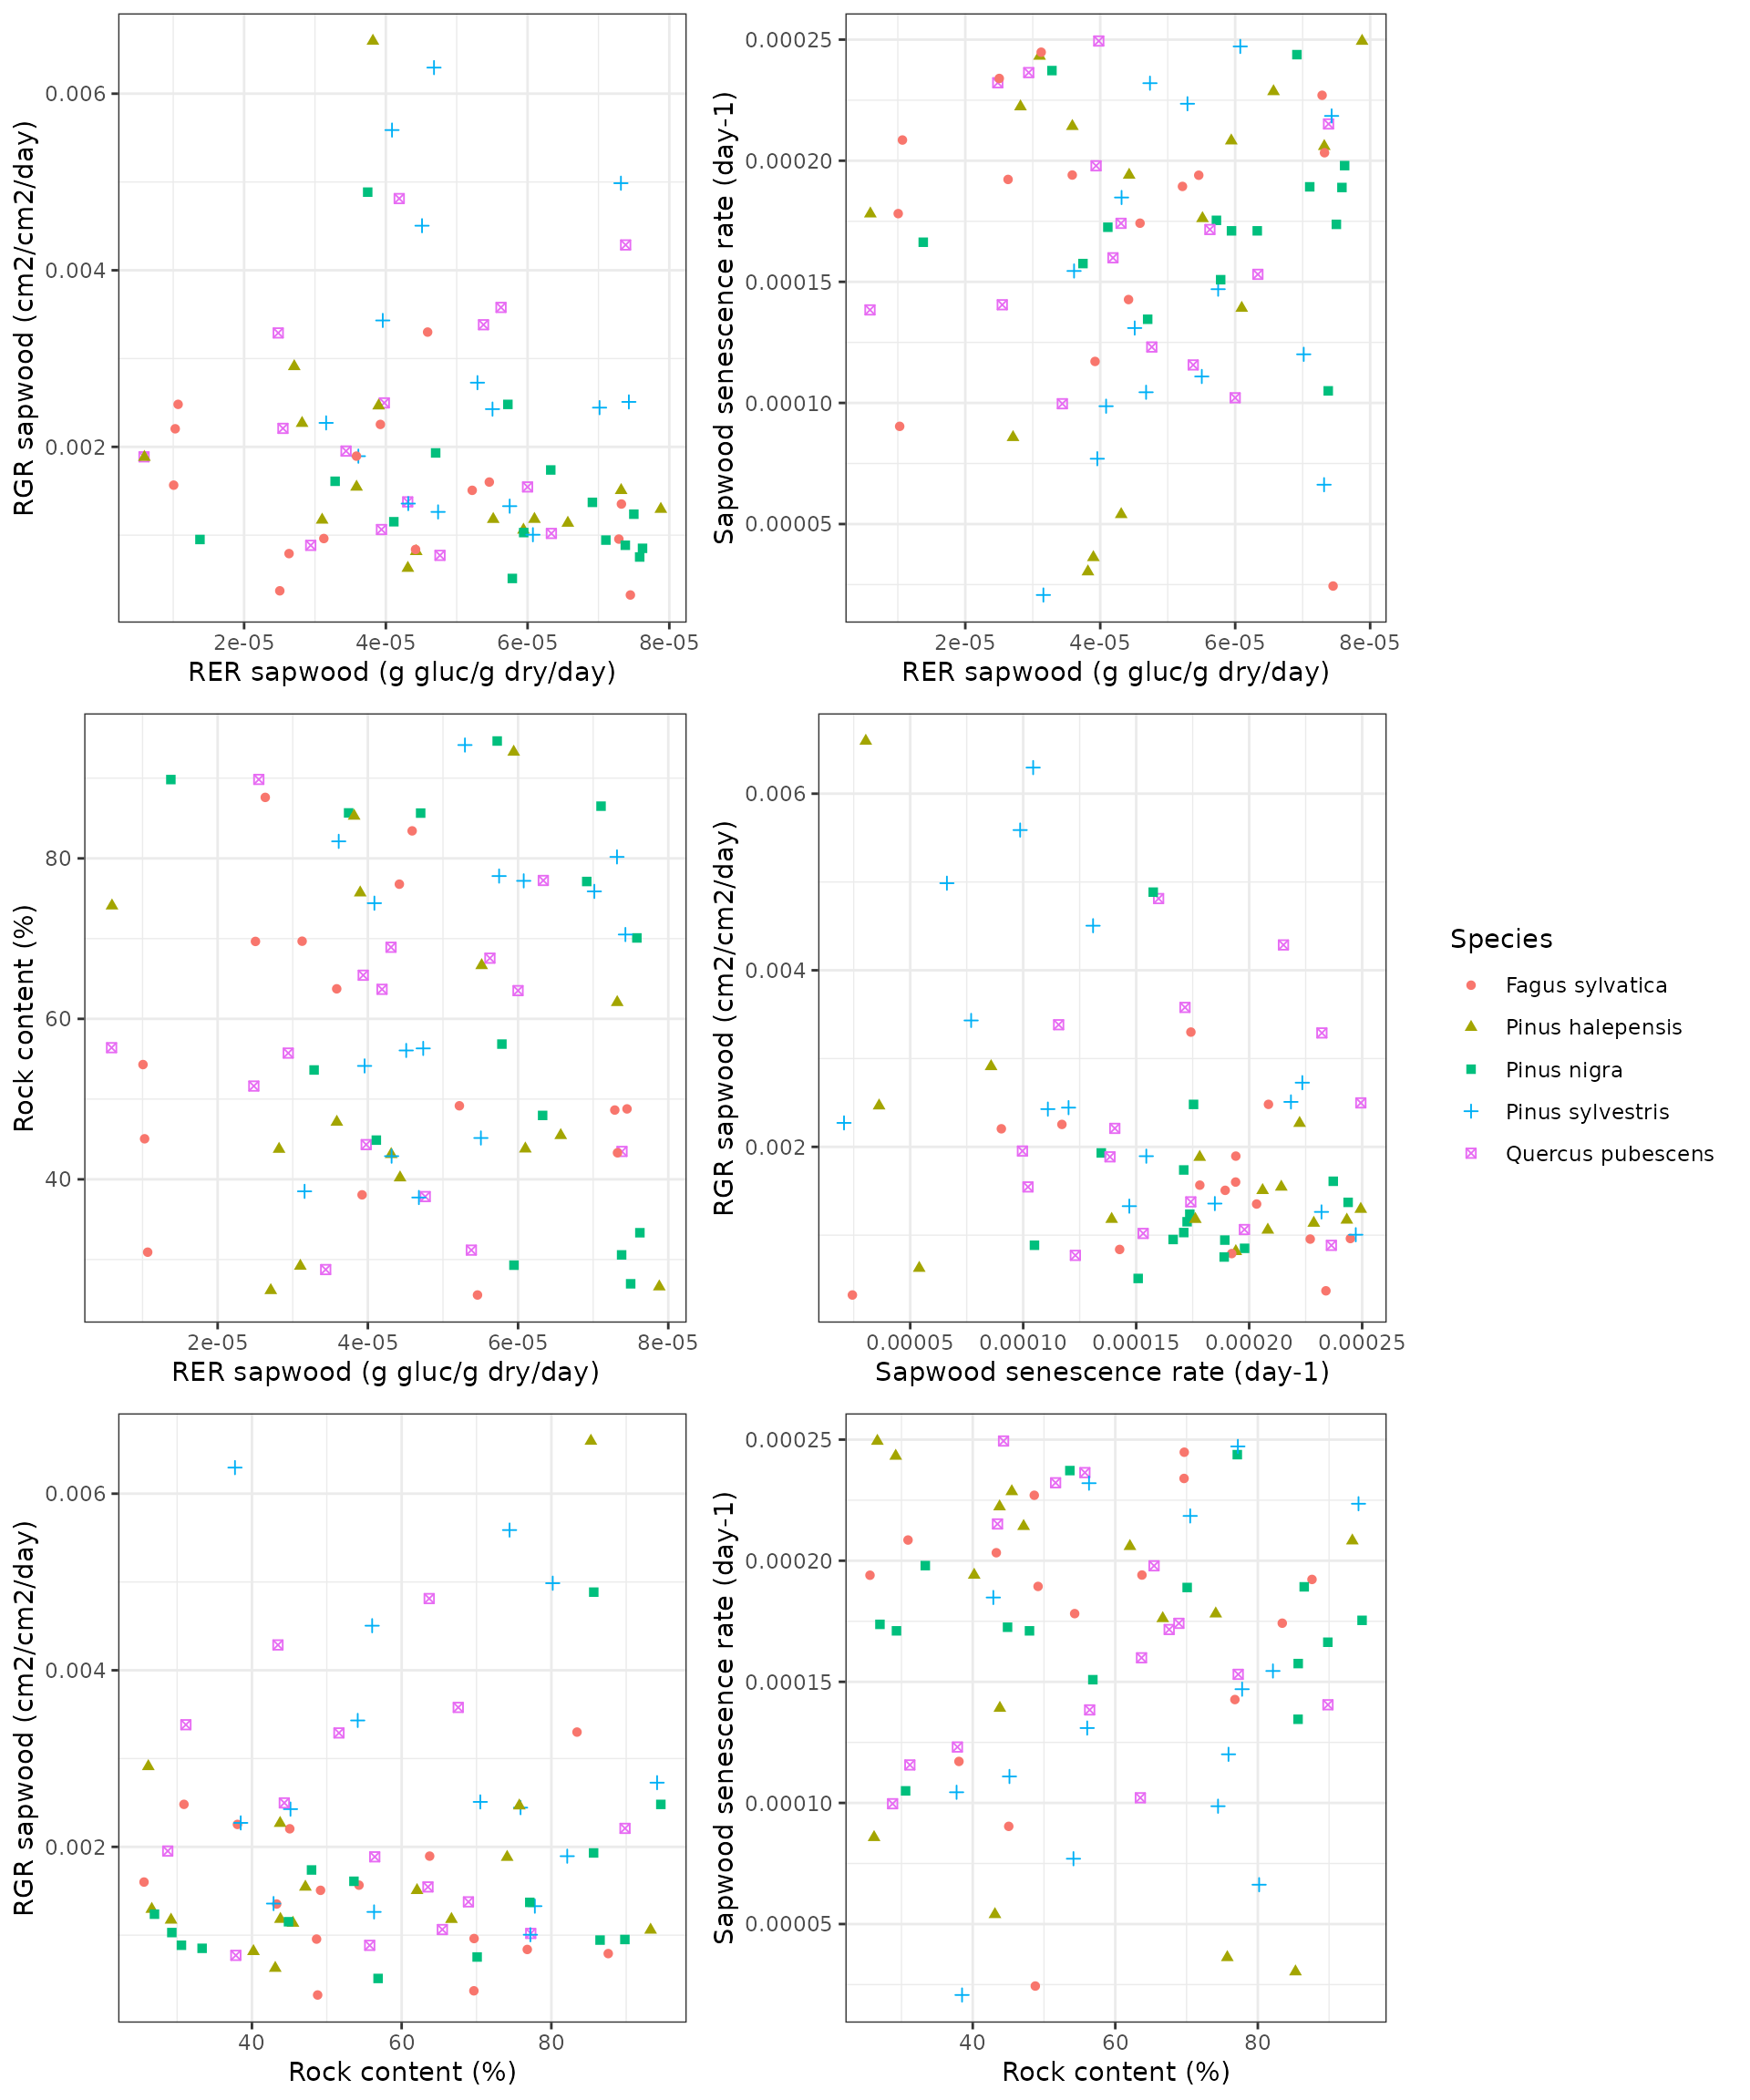 RGR sapwood (cm2/cm2/day)
0.006
0.004
0.002
2e-05 4e-05 6e-05 8e-05
RER sapwood (g gluc/g dry/day)
Sapwood senescence rate (day-1)
0.00025
0.00020
0.00015
0.00010
0.00005
2e-05 4e-05 6e-05 8e-05
RER sapwood (g gluc/g dry/day)
Rock content (%)
80
60
40
2e-05 4e-05 6e-05 8e-05
RER sapwood (g gluc/g dry/day)
RGR sapwood (cm2/cm2/day)
0.006
0.004
0.002
0.00005 0.00010 0.00015 0.00020 0.00025
Sapwood senescence rate (day-1)
Species
Fagus sylvatica
Pinus halepensis
Pinus nigra
Pinus sylvestris
Quercus pubescens
RGR sapwood (cm2/cm2/day)
0.006
0.004
0.002
40 60 80
Rock content (%)
Sapwood senescence rate (day-1)
0.00025
0.00020
0.00015
0.00010
0.00005
40 60 80
Rock content (%)